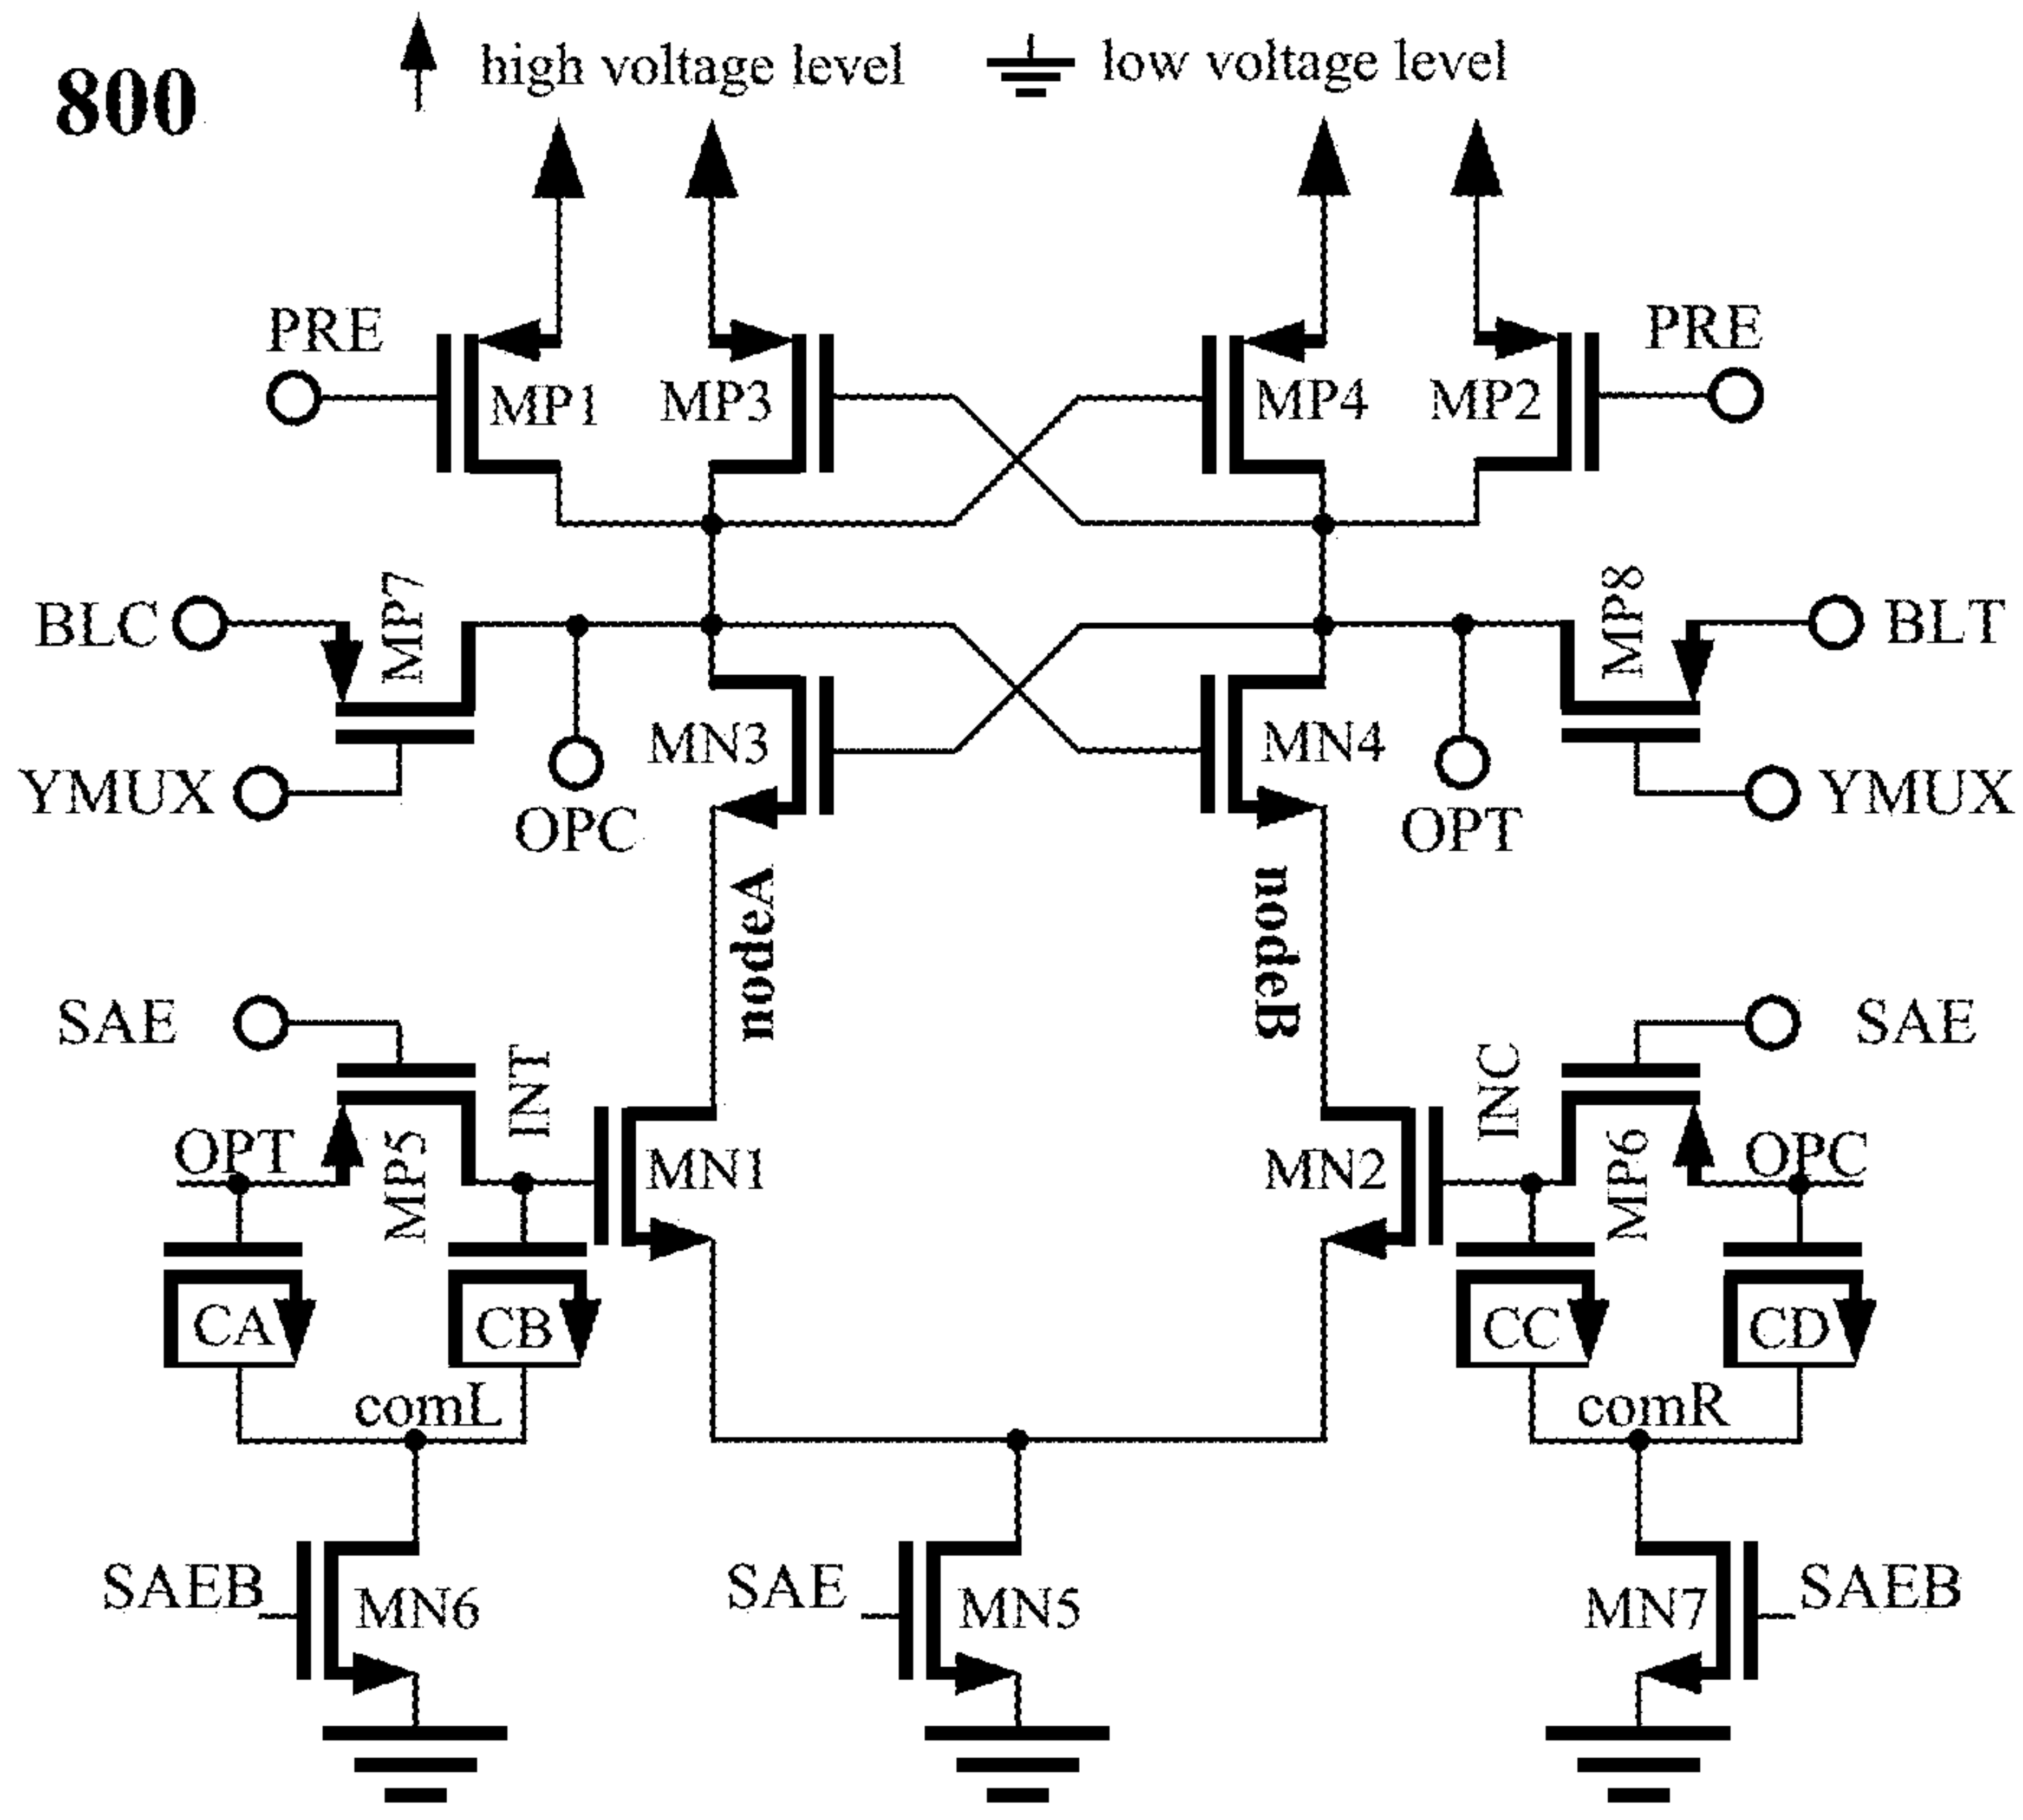 800
high voltage level
low voltage level
PRE
MP1
MP3
MP4
MP2
PRE
BLC
MP7
MP8
BLT
YMUX
OPC
MN3
MN4
OPT
YMUX
nodeA
nodeB
SAE
INT
INC
SAE
OPT
MP5
MN1
MN2
MP6
OPC
CA
CB
CC
CD
comL
comR
SAEB
MN6
SAE
MN5
MN7
SAEB